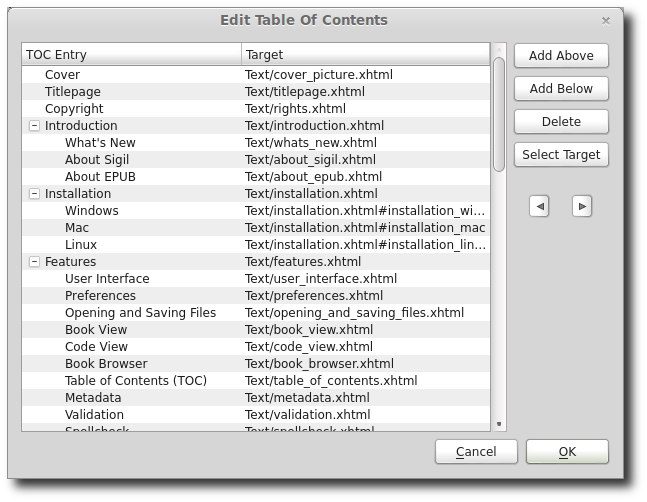 Edit Table Of Contents
TOC Entry Target
Cover Text/cover_picture.xhtml
Titlepage Text/titlepage.xhtml
Copyright Text/rights.xhtml
Introduction Text/introduction.xhtml
What's New Text/whats_new.xhtml
About Sigil Text/about_sigil.xhtml
About EPUB Text/about_epub.xhtml
Installation Text/installation.xhtml
Windows Text/installation.xhtml#installation_wi...
Mac Text/installation.xhtml#installation_mac
Linux Text/installation.xhtml#installation_lin...
Features Text/features.xhtml
User Interface Text/user_interface.xhtml
Preferences Text/preferences.xhtml
Opening and Saving Files Text/opening_and_saving_files.xhtml
Book View Text/book_view.xhtml
Code View Text/code_view.xhtml
Book Browser Text/book_browser.xhtml
Table of Contents (TOC) Text/table_of_contents.xhtml
Metadata Text/metadata.xhtml
Validation Text/validation.xhtml
Spellcheck Text/spellcheck.xhtml
Add Above
Add Below
Delete
Select Target
Cancel OK